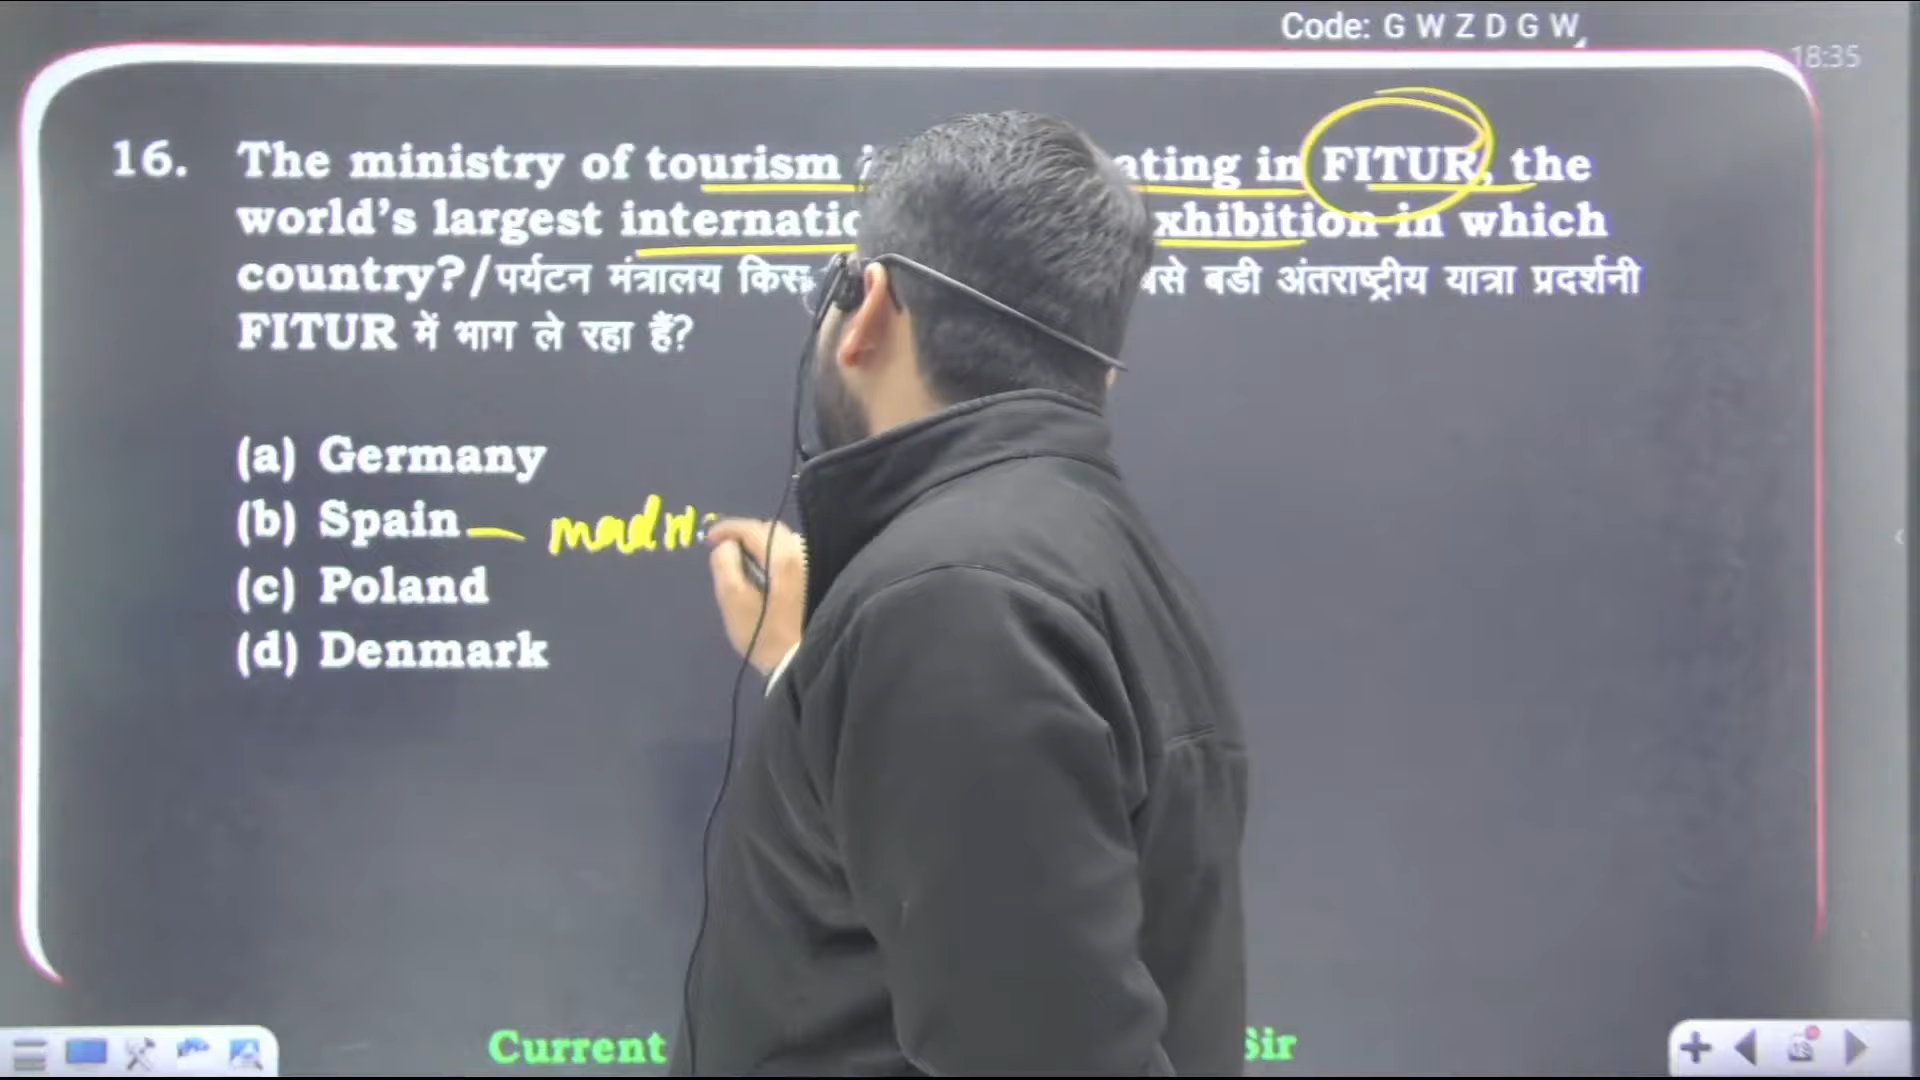 Code: G W Z D G W
18:35
16. The ministry of tourism ating in FITUR, the
world's largest internatio xhibition in which
country?/पर्यटन मंत्रालय किस से बडी अंतराष्ट्रीय यात्रा प्रदर्शनी
FITUR में भाग ले रहा हैं?
(a) Germany
(b) Spain — madri
(c) Poland
(d) Denmark
Current Sir